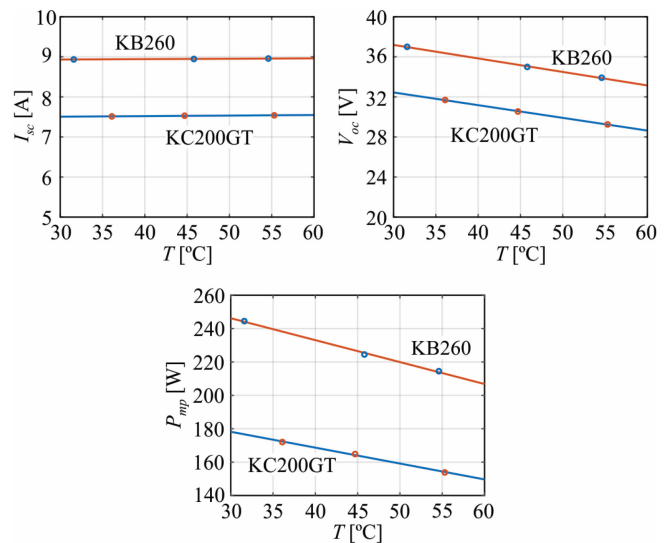 10
9
8
7
6
5
30 35 40 45 50 55 60
I_sc [A]
T [ºC]
KB260
KC200GT
40
36
32
28
24
20
30 35 40 45 50 55 60
V_oc [V]
T [ºC]
KB260
KC200GT
260
240
220
200
180
160
140
30 35 40 45 50 55 60
P_mp [W]
T [ºC]
KB260
KC200GT